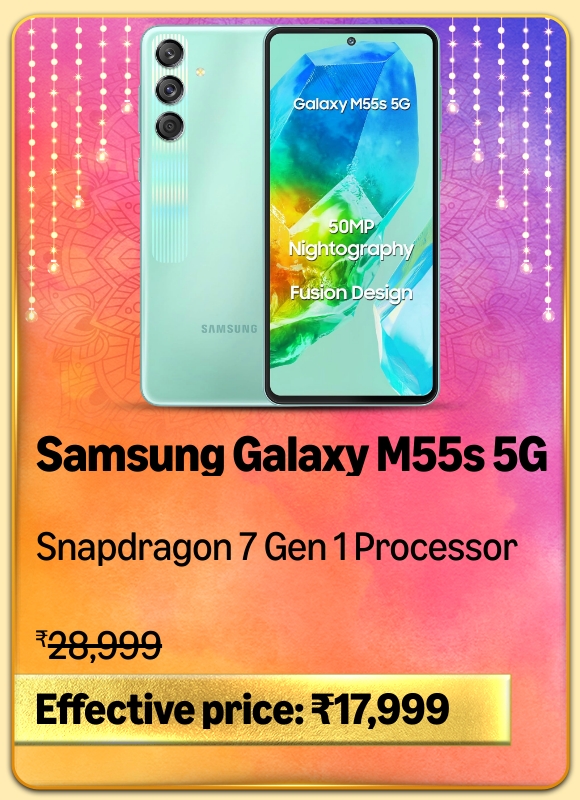 Galaxy M55s 5G
50MP
Nightography
Fusion Design
SAMSUNG
Samsung Galaxy M55s 5G
Snapdragon 7 Gen 1 Processor
₹28,999
Effective price: ₹17,999